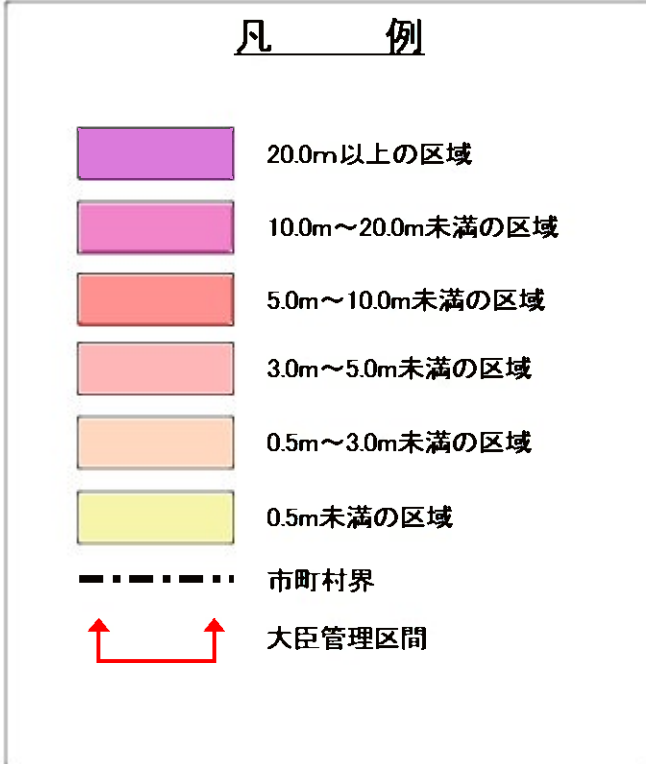 凡 例
20.0m以上の区域
10.0m～20.0m未満の区域
5.0m～10.0m未満の区域
3.0m～5.0m未満の区域
0.5m～3.0m未満の区域
0.5m未満の区域
市町村界
大臣管理区間